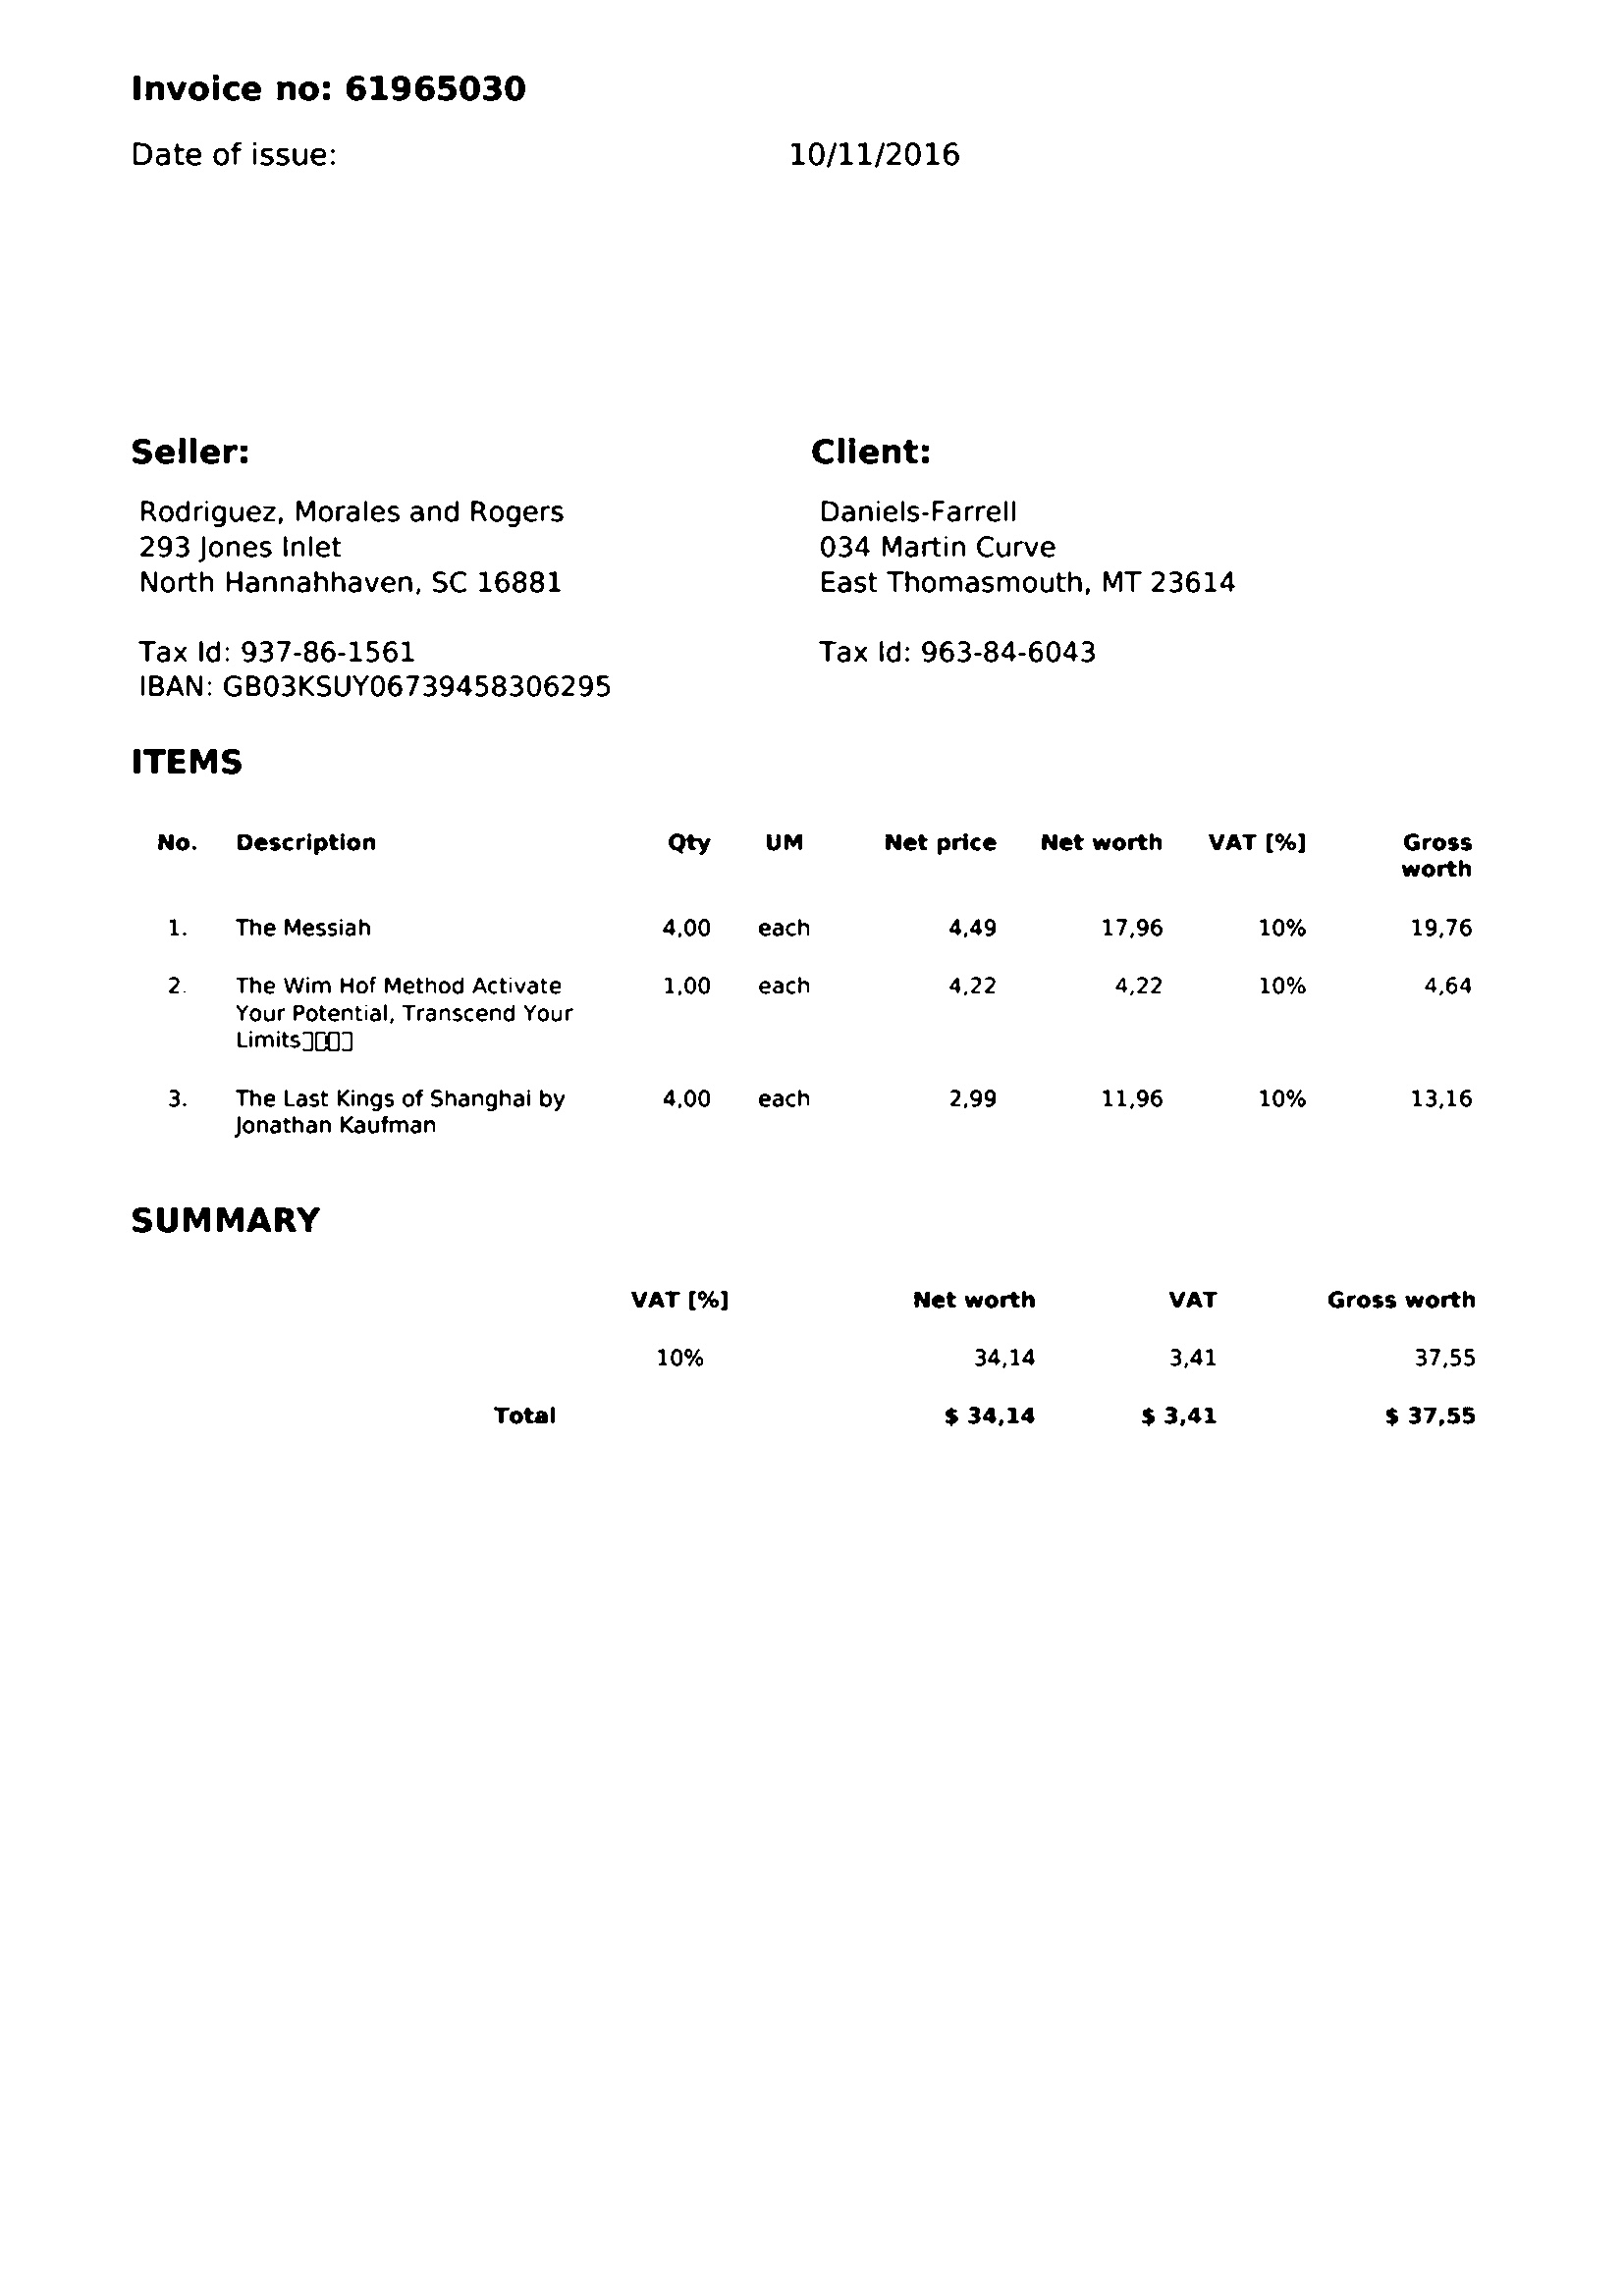 Invoice no: 61965030
Date of issue: 10/11/2016
Seller:
Rodriguez, Morales and Rogers
293 Jones Inlet
North Hannahhaven, SC 16881
Tax Id: 937-86-1561
IBAN: GB03KSUY06739458306295
Client:
Daniels-Farrell
034 Martin Curve
East Thomasmouth, MT 23614
Tax Id: 963-84-6043
ITEMS
No. Description Qty UM Net price Net worth VAT [%] Gross
worth
1. The Messiah 4,00 each 4,49 17,96 10% 19,76
2. The Wim Hof Method Activate 1,00 each 4,22 4,22 10% 4,64
Your Potential, Transcend Your
Limits
3. The Last Kings of Shanghai by 4,00 each 2,99 11,96 10% 13,16
Jonathan Kaufman
SUMMARY
VAT [%] Net worth VAT Gross worth
10% 34,14 3,41 37,55
Total $ 34,14 $ 3,41 $ 37,55